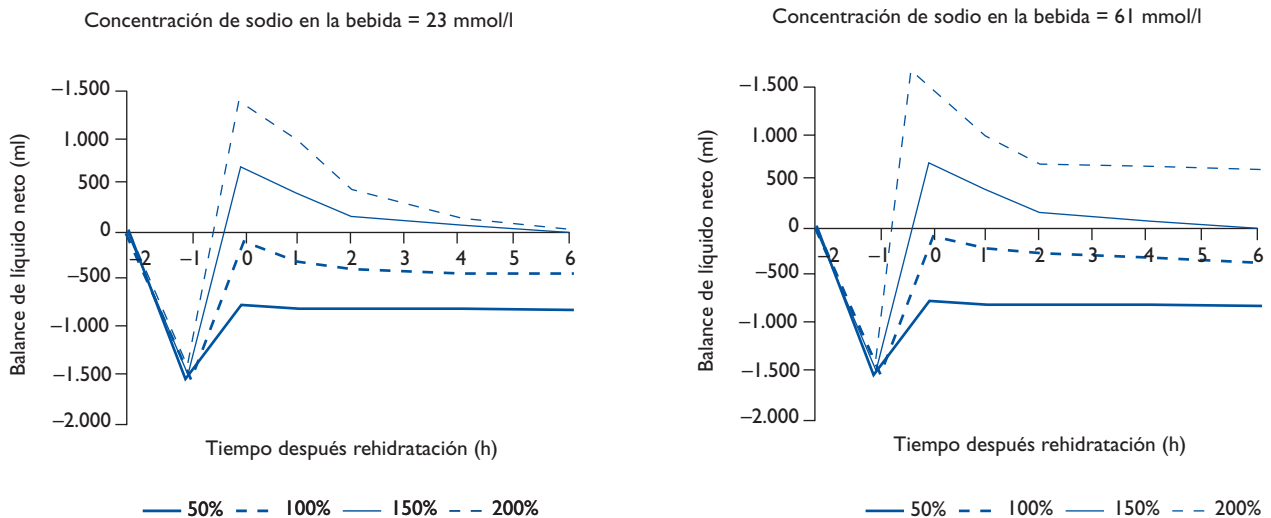 Concentración de sodio en la bebida = 23 mmol/l
Balance de líquido neto (ml)
–1.500
1.000
500
0
–500
–1.000
–1.500
–2.000
–2 –1 0 1 2 3 4 5 6
Tiempo después rehidratación (h)
50% 100% 150% 200%
Concentración de sodio en la bebida = 61 mmol/l
Balance de líquido neto (ml)
–1.500
1.000
500
0
–500
–1.000
–1.500
–2.000
–2 –1 0 1 2 3 4 5 6
Tiempo después rehidratación (h)
50% 100% 150% 200%